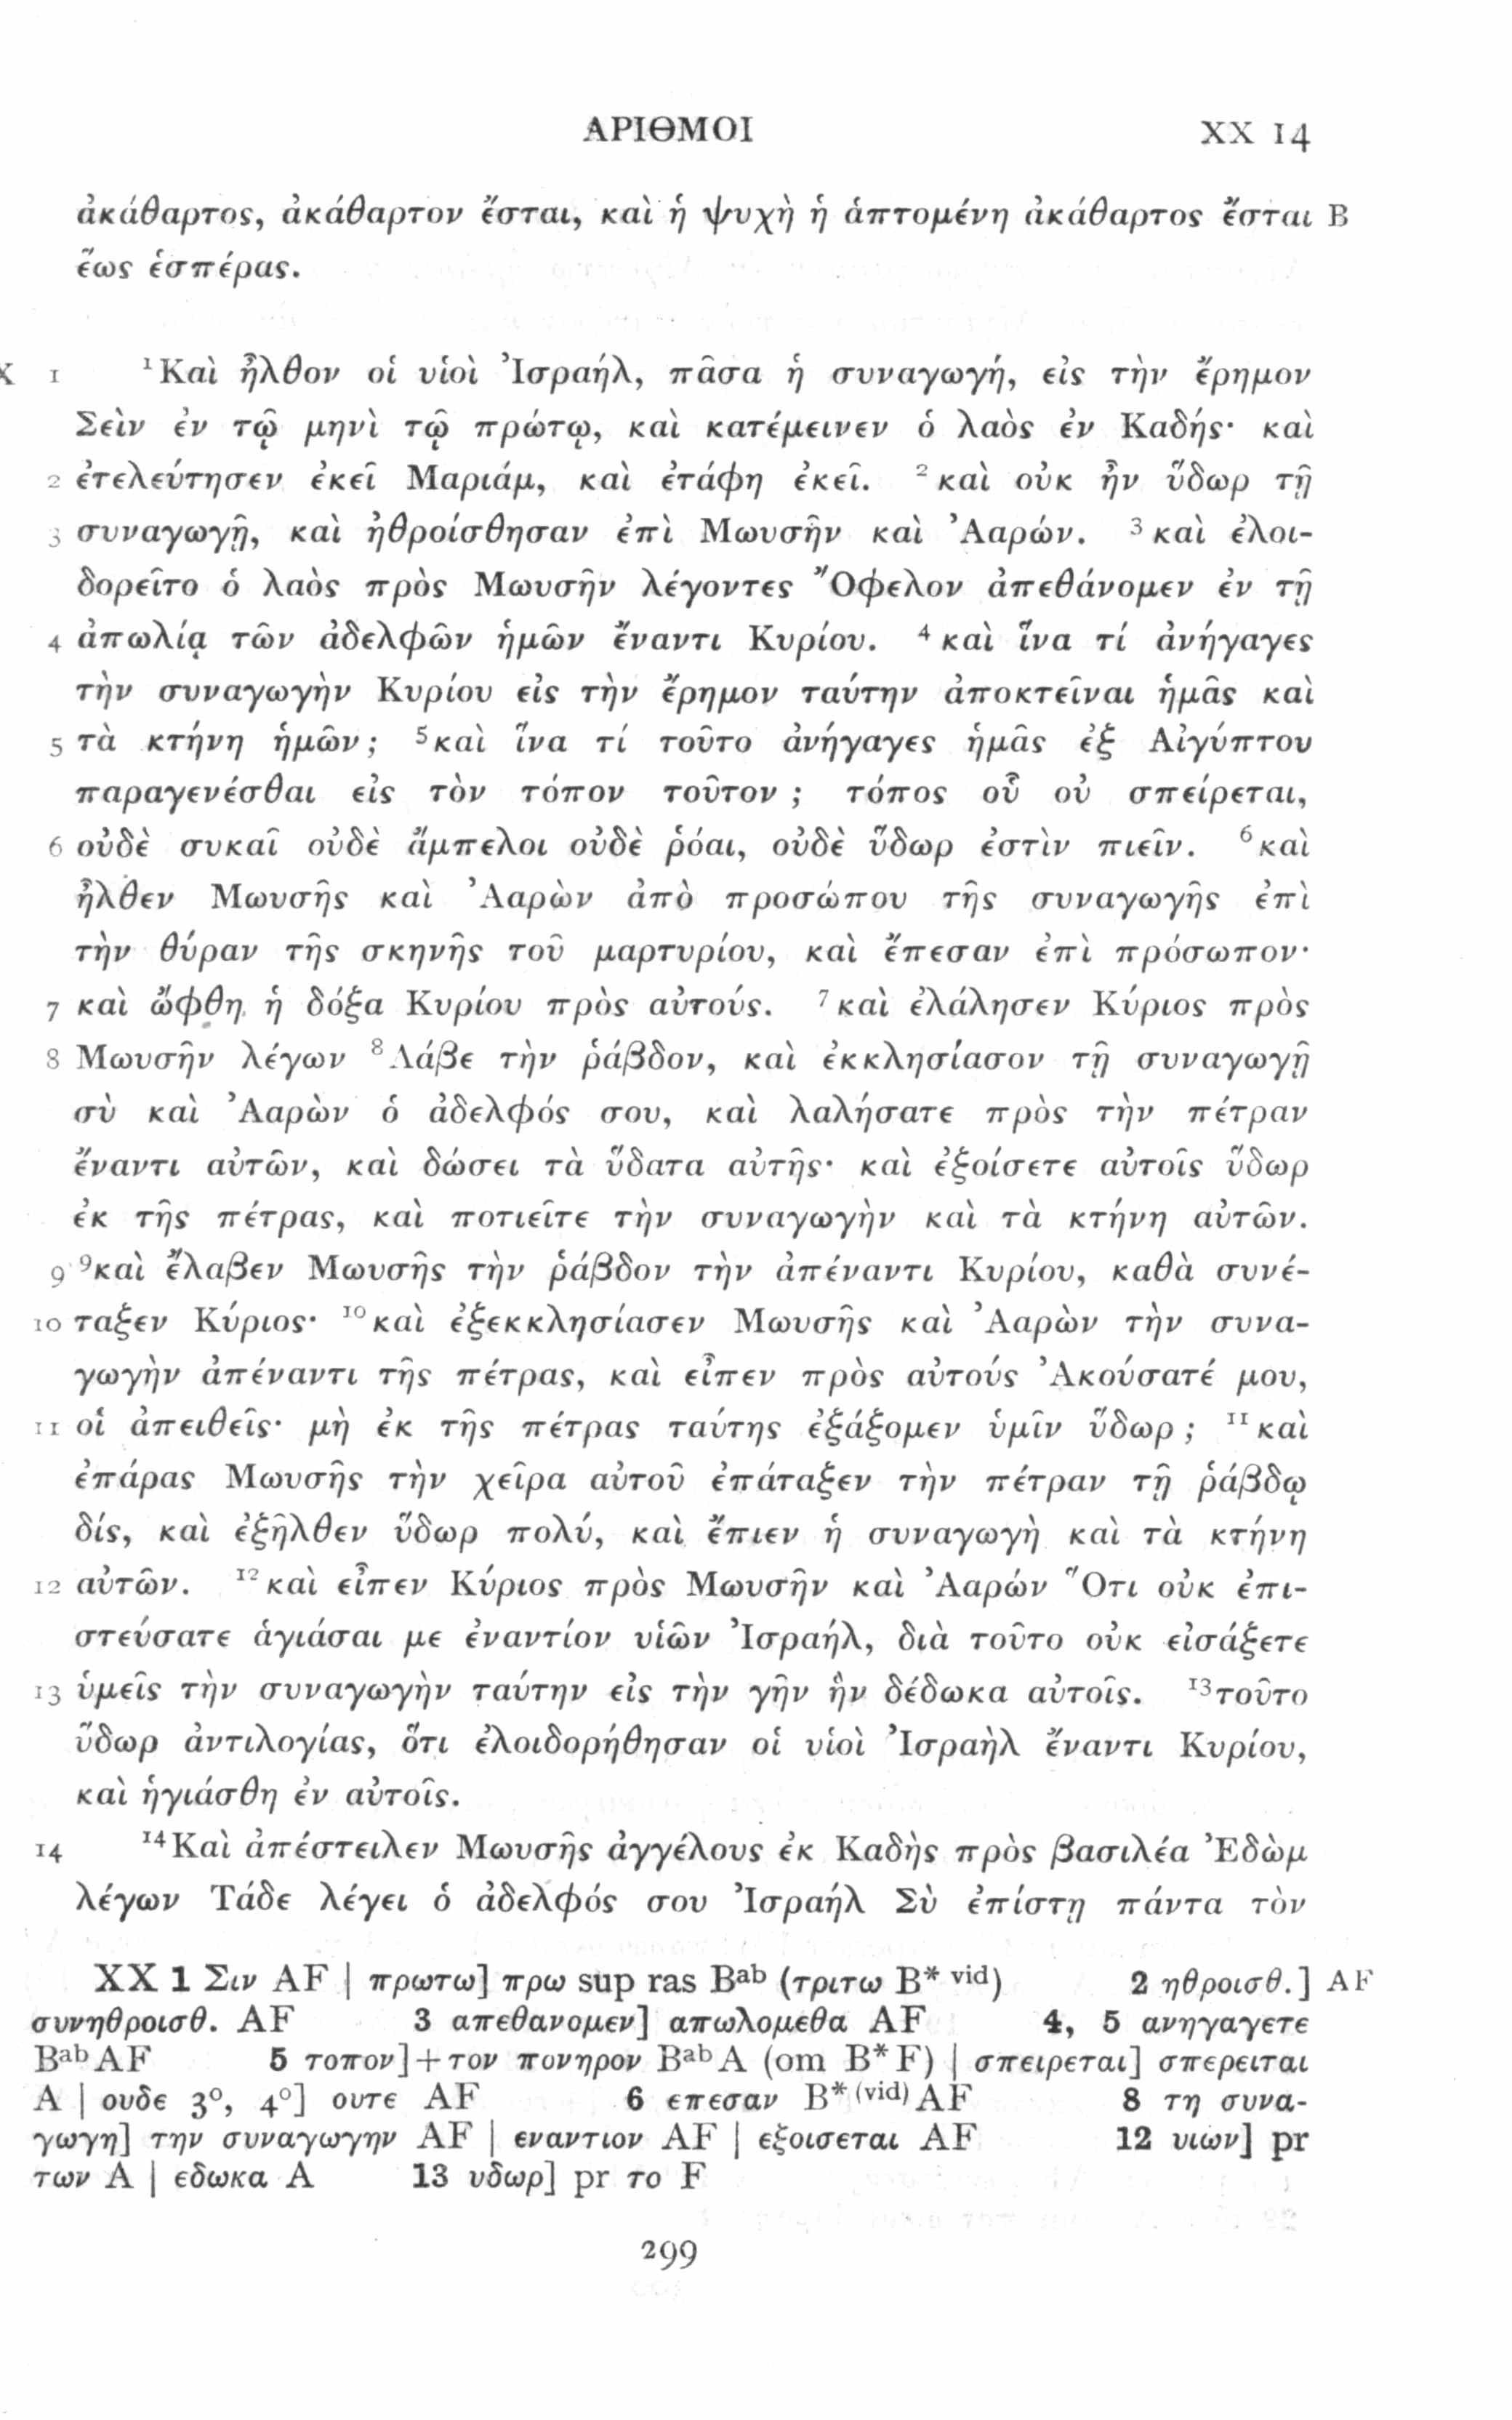 ΑΡΙΘΜΟΙ XX 14
ἀκάθαρτος, ἀκάθαρτον ἔσται, καὶ ἡ ψυχὴ ἡ ἁπτομένη ἀκάθαρτος ἔσται B
ἕως ἑσπέρας.
X 1 ¹Καὶ ἦλθον οἱ υἱοὶ Ἰσραήλ, πᾶσα ἡ συναγωγή, εἰς τὴν ἔρημον
Σεὶν ἐν τῷ μηνὶ τῷ πρώτῳ, καὶ κατέμεινεν ὁ λαὸς ἐν Καδής· καὶ
2 ἐτελεύτησεν ἐκεῖ Μαριάμ, καὶ ἐτάφη ἐκεῖ. ²καὶ οὐκ ἦν ὕδωρ τῇ
3 συναγωγῇ, καὶ ἠθροίσθησαν ἐπὶ Μωυσῆν καὶ Ἀαρών. ³καὶ ἐλοι-
δορεῖτο ὁ λαὸς πρὸς Μωυσῆν λέγοντες Ὄφελον ἀπεθάνομεν ἐν τῇ
4 ἀπωλίᾳ τῶν ἀδελφῶν ἡμῶν ἔναντι Κυρίου. ⁴καὶ ἵνα τί ἀνήγαγες
τὴν συναγωγὴν Κυρίου εἰς τὴν ἔρημον ταύτην ἀποκτεῖναι ἡμᾶς καὶ
5 τὰ κτήνη ἡμῶν; ⁵καὶ ἵνα τί τοῦτο ἀνήγαγες ἡμᾶς ἐξ Αἰγύπτου
παραγενέσθαι εἰς τὸν τόπον τοῦτον; τόπος οὗ οὐ σπείρεται,
6 οὐδὲ συκαῖ οὐδὲ ἄμπελοι οὐδὲ ῥόαι, οὐδὲ ὕδωρ ἐστὶν πιεῖν. ⁶καὶ
ἦλθεν Μωυσῆς καὶ Ἀαρὼν ἀπὸ προσώπου τῆς συναγωγῆς ἐπὶ
τὴν θύραν τῆς σκηνῆς τοῦ μαρτυρίου, καὶ ἔπεσαν ἐπὶ πρόσωπον·
7 καὶ ὤφθη ἡ δόξα Κυρίου πρὸς αὐτούς. ⁷καὶ ἐλάλησεν Κύριος πρὸς
8 Μωυσῆν λέγων ⁸Λάβε τὴν ῥάβδον, καὶ ἐκκλησίασον τῇ συναγωγῇ
σὺ καὶ Ἀαρὼν ὁ ἀδελφός σου, καὶ λαλήσατε πρὸς τὴν πέτραν
ἔναντι αὐτῶν, καὶ δώσει τὰ ὕδατα αὐτῆς· καὶ ἐξοίσετε αὐτοῖς ὕδωρ
ἐκ τῆς πέτρας, καὶ ποτιεῖτε τὴν συναγωγὴν καὶ τὰ κτήνη αὐτῶν.
9 ⁹καὶ ἔλαβεν Μωυσῆς τὴν ῥάβδον τὴν ἀπέναντι Κυρίου, καθὰ συνέ-
10 ταξεν Κύριος· ¹⁰καὶ ἐξεκκλησίασεν Μωυσῆς καὶ Ἀαρὼν τὴν συνα-
γωγὴν ἀπέναντι τῆς πέτρας, καὶ εἶπεν πρὸς αὐτούς Ἀκούσατέ μου,
11 οἱ ἀπειθεῖς· μὴ ἐκ τῆς πέτρας ταύτης ἐξάξομεν ὑμῖν ὕδωρ; ¹¹καὶ
ἐπάρας Μωυσῆς τὴν χεῖρα αὐτοῦ ἐπάταξεν τὴν πέτραν τῇ ῥάβδῳ
δίς, καὶ ἐξῆλθεν ὕδωρ πολύ, καὶ ἔπιεν ἡ συναγωγὴ καὶ τὰ κτήνη
12 αὐτῶν. ¹²καὶ εἶπεν Κύριος πρὸς Μωυσῆν καὶ Ἀαρών Ὅτι οὐκ ἐπι-
στεύσατε ἁγιάσαι με ἐναντίον υἱῶν Ἰσραήλ, διὰ τοῦτο οὐκ εἰσάξετε
13 ὑμεῖς τὴν συναγωγὴν ταύτην εἰς τὴν γῆν ἣν δέδωκα αὐτοῖς. ¹³τοῦτο
ὕδωρ ἀντιλογίας, ὅτι ἐλοιδορήθησαν οἱ υἱοὶ Ἰσραὴλ ἔναντι Κυρίου,
καὶ ἡγιάσθη ἐν αὐτοῖς.
14 ¹⁴Καὶ ἀπέστειλεν Μωυσῆς ἀγγέλους ἐκ Καδὴς πρὸς βασιλέα Ἐδὼμ
λέγων Τάδε λέγει ὁ ἀδελφός σου Ἰσραήλ Σὺ ἐπίστῃ πάντα τὸν
XX 1 Σιν AF | πρωτω] πρω sup ras Bᵃᵇ (τριτω B* ᵛⁱᵈ) 2 ηθροισθ.] AF
συνηθροισθ. AF 3 απεθανομεν] απωλομεθα AF 4, 5 ανηγαγετε
Bᵃᵇ AF 5 τοπον]+τον πονηρον Bᵃᵇ A (om B* F) | σπειρεται] σπερειται
A | ουδε 3°, 4°] ουτε AF 6 επεσαν B* ⁽ᵛⁱᵈ⁾ AF 8 τη συνα-
γωγη] την συναγωγην AF | εναντιον AF | εξοισεται AF 12 υιων] pr
των A | εδωκα A 13 υδωρ] pr το F
299